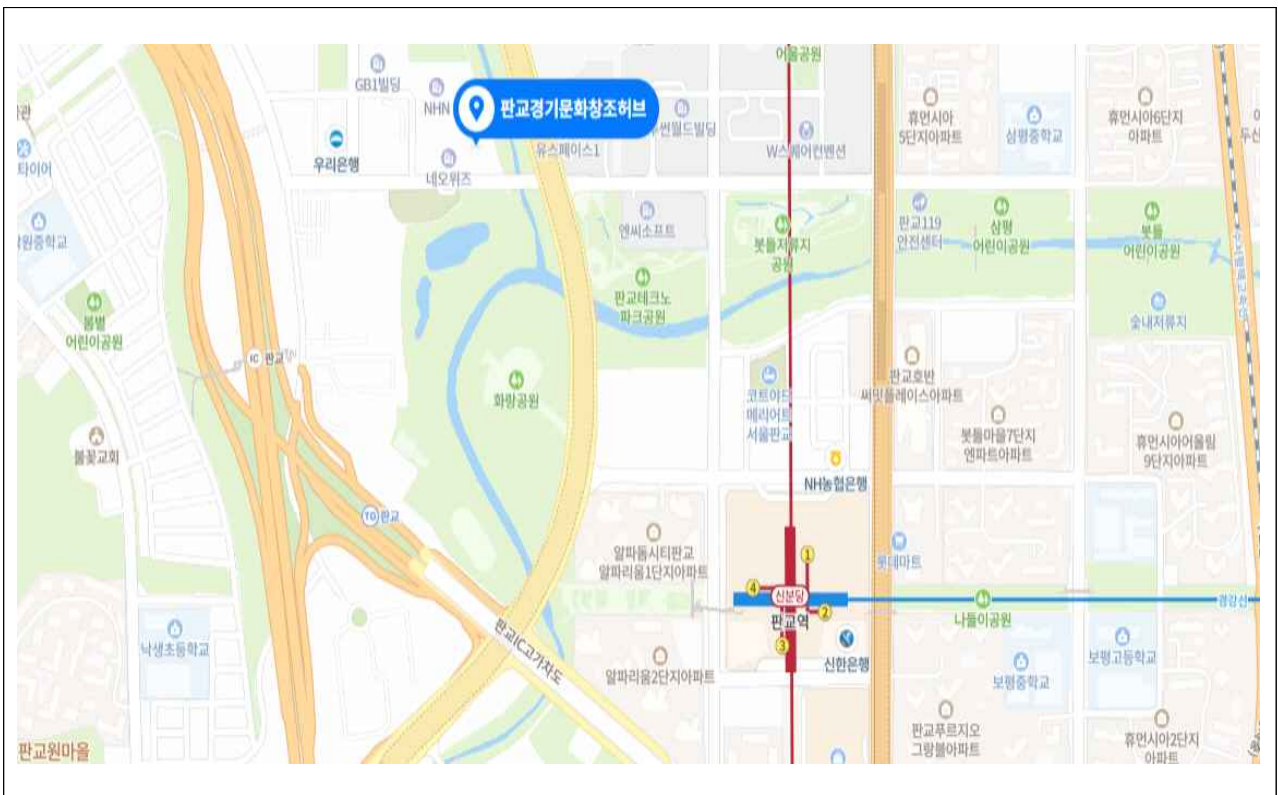 어울공원
GB1빌딩
NHN
판교경기문화창조허브
유스페이스1
W스퀘어컨벤션
휴먼시아
5단지아파트
삼평중학교
휴먼시아6단지
아파트
두산
우리은행
네오위즈
타이어
엔씨소프트
봇들저류지
공원
판교119
안전센터
삼평
어린이공원
봇들
어린이공원
판교테크노
파크공원
숯내저류지
봄별
어린이공원
IC 판교
화랑공원
코트야드
메리어트
서울판교
판교호반
써밋플레이스아파트
봇들마을7단지
엔파트아파트
휴먼시아어울림
9단지아파트
불꽃교회
NH농협은행
TG 판교
알파돔시티판교
알파리움1단지아파트
롯데마트
1
4
신분당
2
판교역
3
나들이공원
경강선
신한은행
낙생초등학교
판교IC고가차도
알파리움2단지아파트
보평중학교
보평고등학교
판교푸르지오
그랑블아파트
휴먼시아2단지
아파트
판교원마을